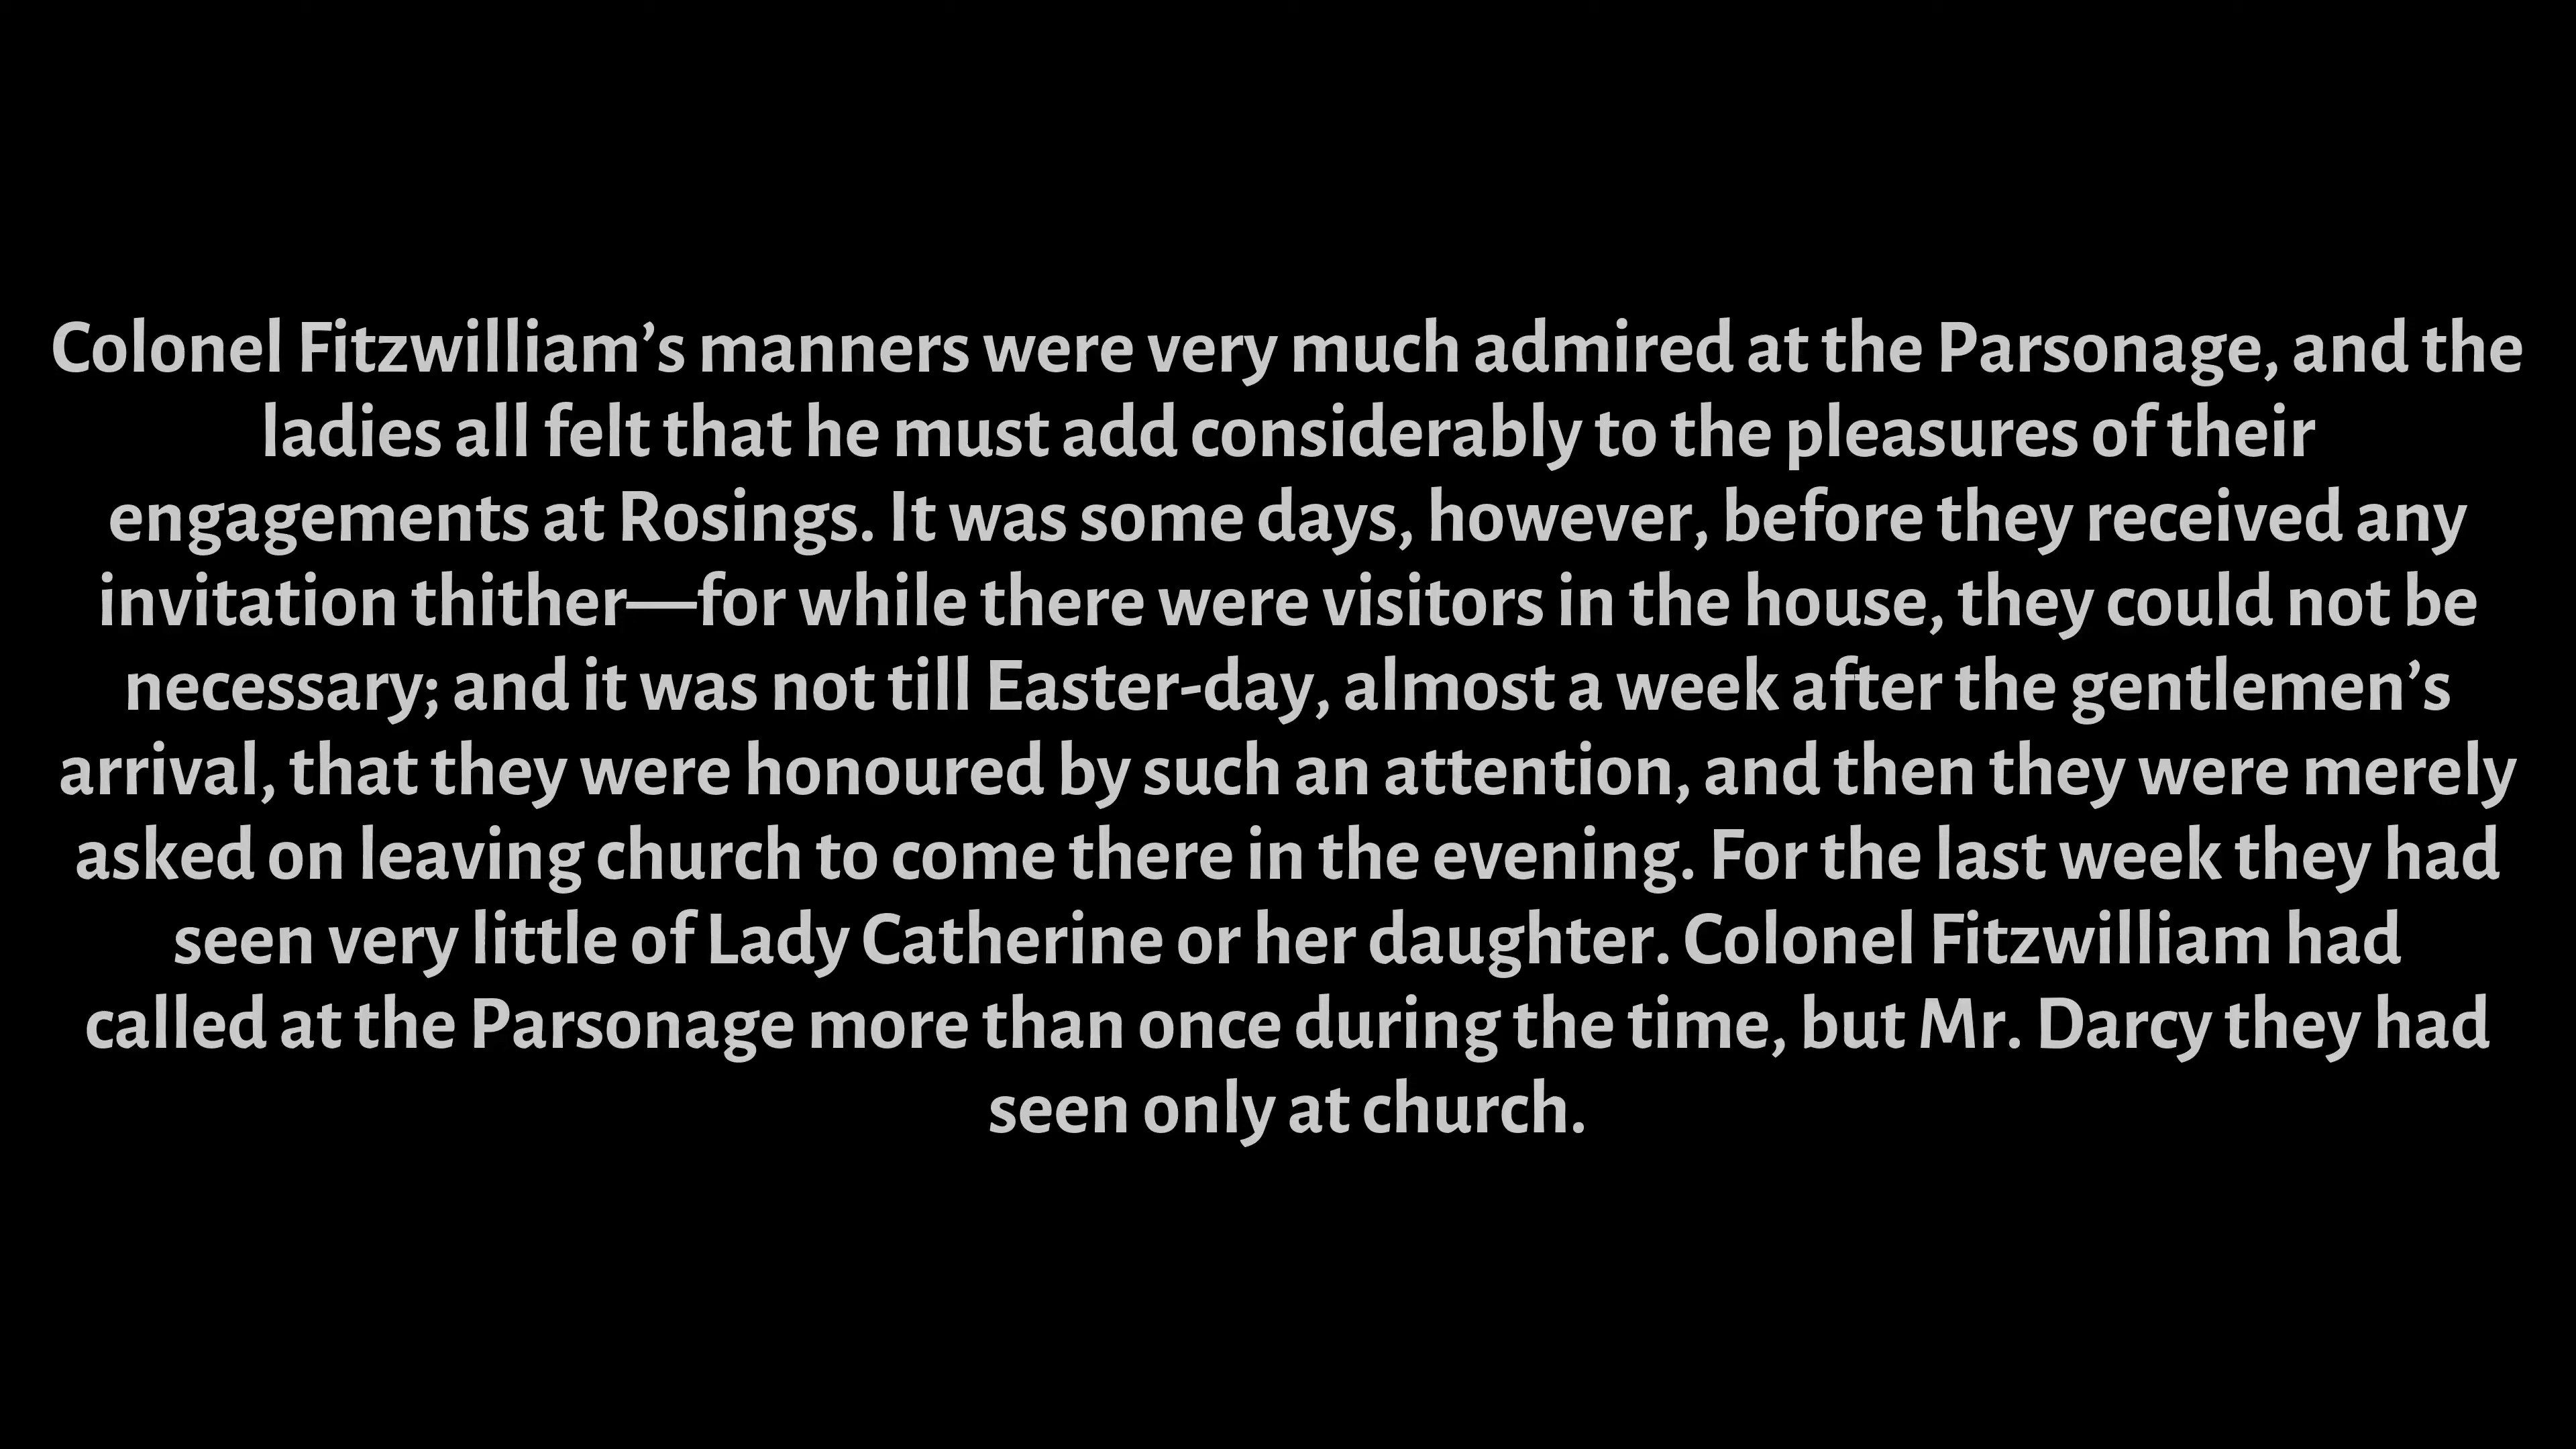 Colonel Fitzwilliam’s manners were very much admired at the Parsonage, and the
ladies all felt that he must add considerably to the pleasures of their
engagements at Rosings. It was some days, however, before they received any
invitation thither—for while there were visitors in the house, they could not be
necessary; and it was not till Easter-day, almost a week after the gentlemen’s
arrival, that they were honoured by such an attention, and then they were merely
asked on leaving church to come there in the evening. For the last week they had
seen very little of Lady Catherine or her daughter. Colonel Fitzwilliam had
called at the Parsonage more than once during the time, but Mr. Darcy they had
seen only at church.